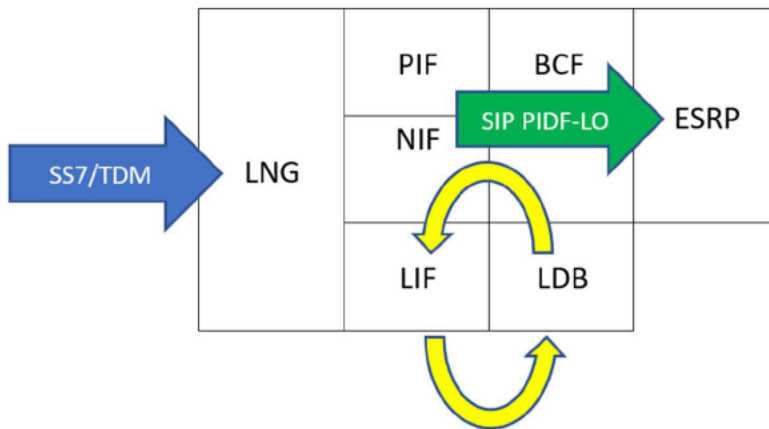 PIF
BCF
SIP PIDF-LO
ESRP
NIF
SS7/TDM
LNG
LIF
LDB